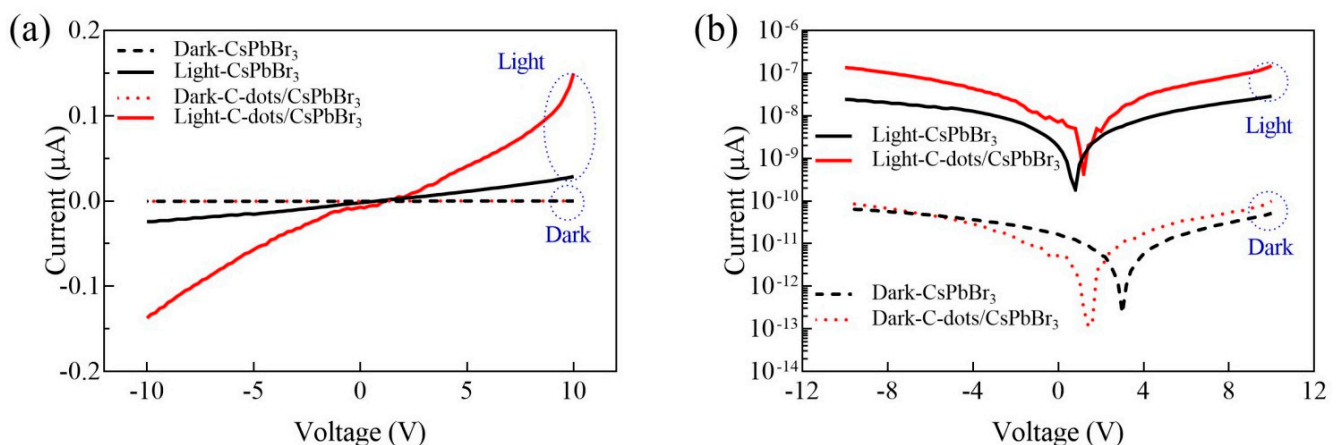 (a)
0.2
0.1
0.0
-0.1
-0.2
Current (μA)
Dark-CsPbBr₃
Light-CsPbBr₃
Dark-C-dots/CsPbBr₃
Light-C-dots/CsPbBr₃
Light
Dark
-10
-5
0
5
10
Voltage (V)
(b)
10⁻⁶
10⁻⁷
10⁻⁸
10⁻⁹
10⁻¹⁰
10⁻¹¹
10⁻¹²
10⁻¹³
10⁻¹⁴
Current (μA)
Light-CsPbBr₃
Light-C-dots/CsPbBr₃
Light
Dark
Dark-CsPbBr₃
Dark-C-dots/CsPbBr₃
-12
-8
-4
0
4
8
12
Voltage (V)